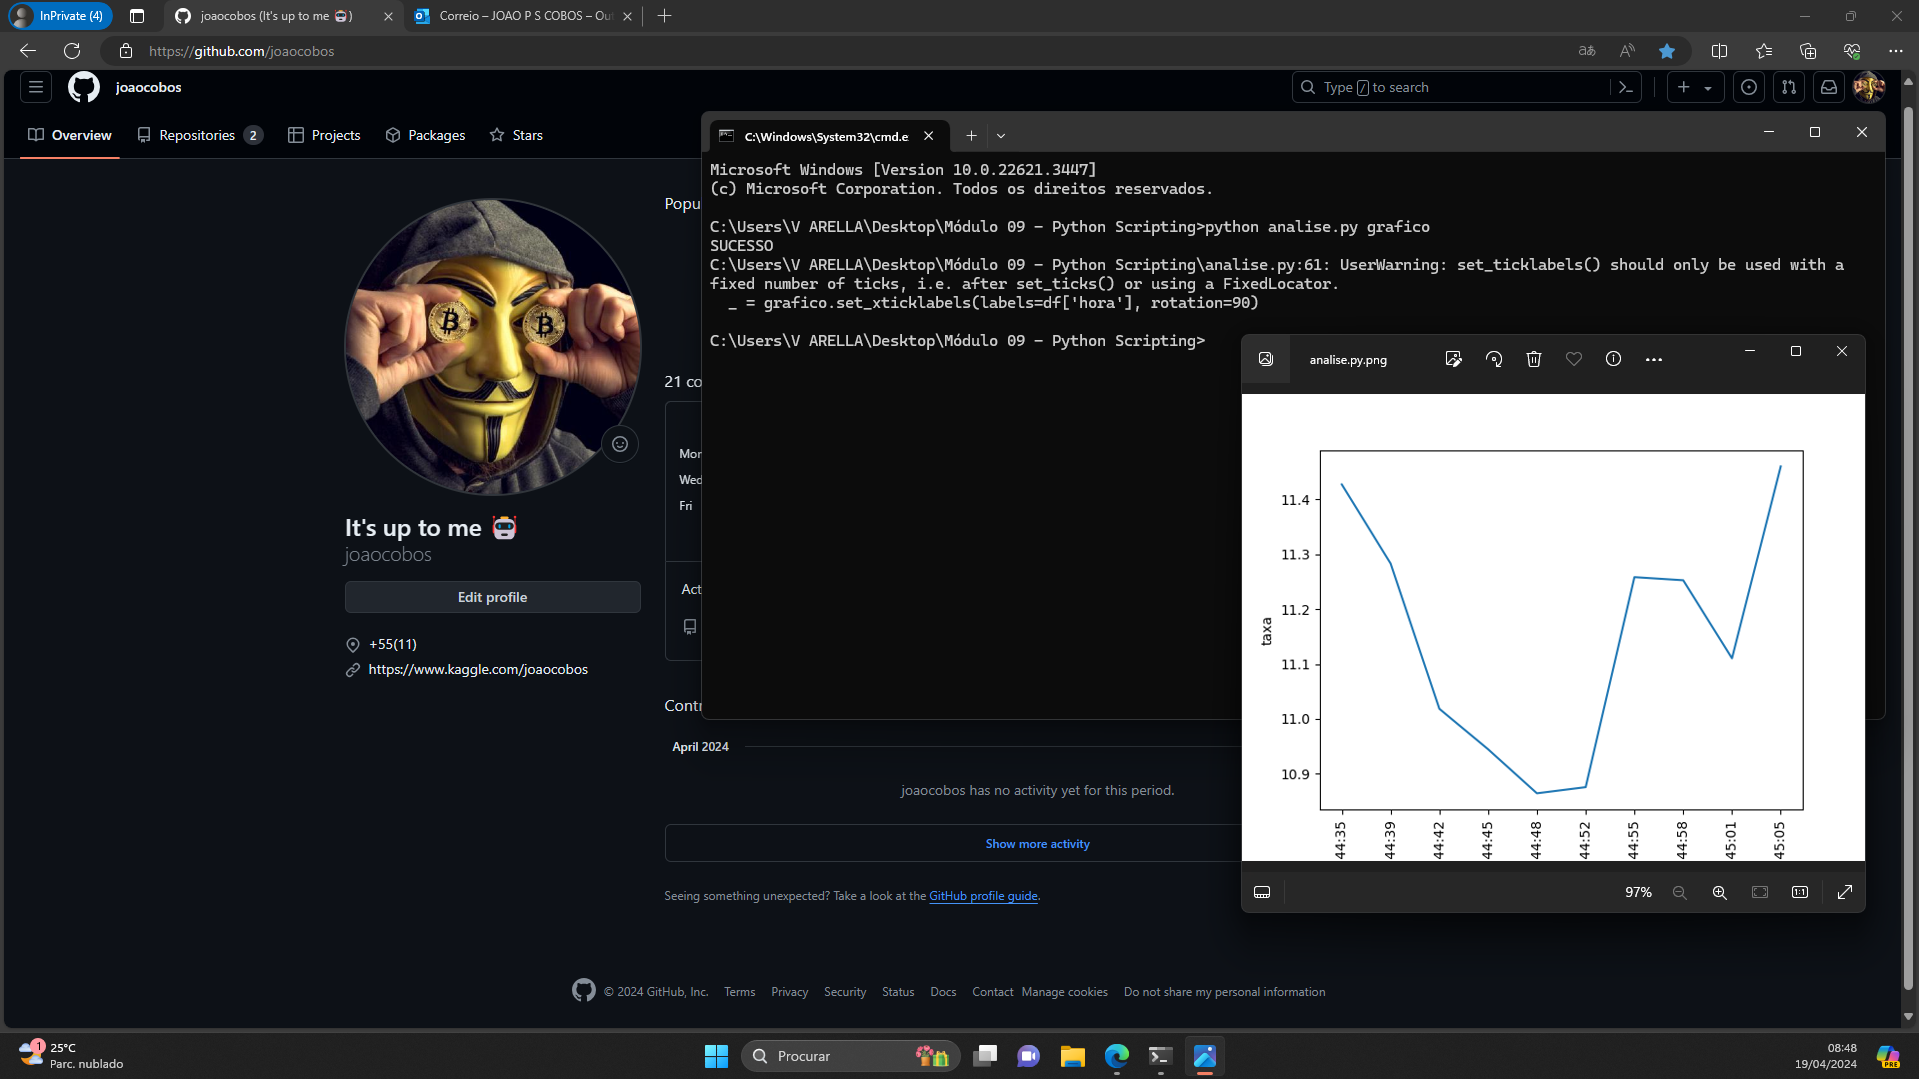 InPrivate (4)
joaocobos (It's up to me 🤖)
Correio – JOAO P S COBOS – Out
https://github.com/joaocobos
joaocobos
Type / to search
Overview
Repositories 2
Projects
Packages
Stars
C:\Windows\System32\cmd.e
Microsoft Windows [Version 10.0.22621.3447]
(c) Microsoft Corporation. Todos os direitos reservados.
C:\Users\V ARELLA\Desktop\Módulo 09 - Python Scripting>python analise.py grafico
SUCESSO
C:\Users\V ARELLA\Desktop\Módulo 09 - Python Scripting\analise.py:61: UserWarning: set_ticklabels() should only be used with a
fixed number of ticks, i.e. after set_ticks() or using a FixedLocator.
_ = grafico.set_xticklabels(labels=df['hora'], rotation=90)
C:\Users\V ARELLA\Desktop\Módulo 09 - Python Scripting>
Popu
21 co
Mon
Wed
Fri
Act
Contr
It's up to me 🤖
joaocobos
Edit profile
+55(11)
https://www.kaggle.com/joaocobos
April 2024
joaocobos has no activity yet for this period.
Show more activity
Seeing something unexpected? Take a look at the GitHub profile guide.
© 2024 GitHub, Inc. Terms Privacy Security Status Docs Contact Manage cookies Do not share my personal information
analise.py.png
11.4
11.3
11.2
11.1
11.0
10.9
taxa
44:35
44:39
44:42
44:45
44:48
44:52
44:55
44:58
45:01
45:05
97%
1:1
1
25°C
Parc. nublado
Procurar
08:48
19/04/2024
PRE